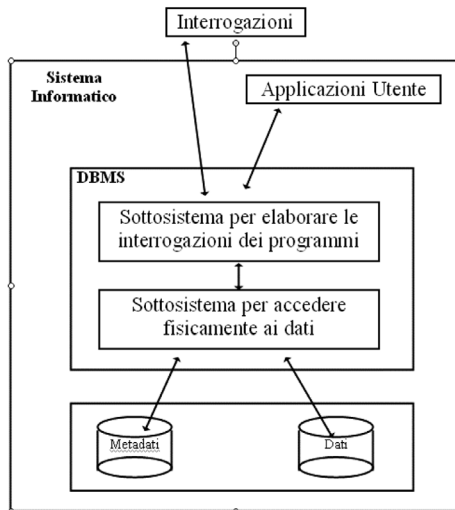 Interrogazioni
Sistema
Informatico
Applicazioni Utente
DBMS
Sottosistema per elaborare le
interrogazioni dei programmi
Sottosistema per accedere
fisicamente ai dati
Metadati
Dati